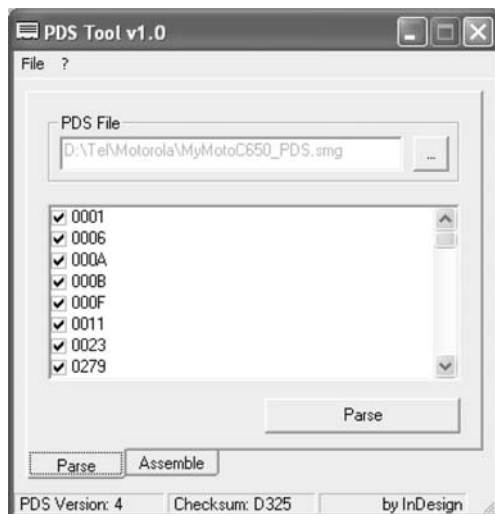 PDS Tool v1.0
File ?
PDS File
D:\Tel\Motorola\MyMotoC650_PDS.smg
...
0001
0006
000A
000B
000F
0011
0023
0279
Parse
Parse Assemble
PDS Version: 4 Checksum: D325 by InDesign